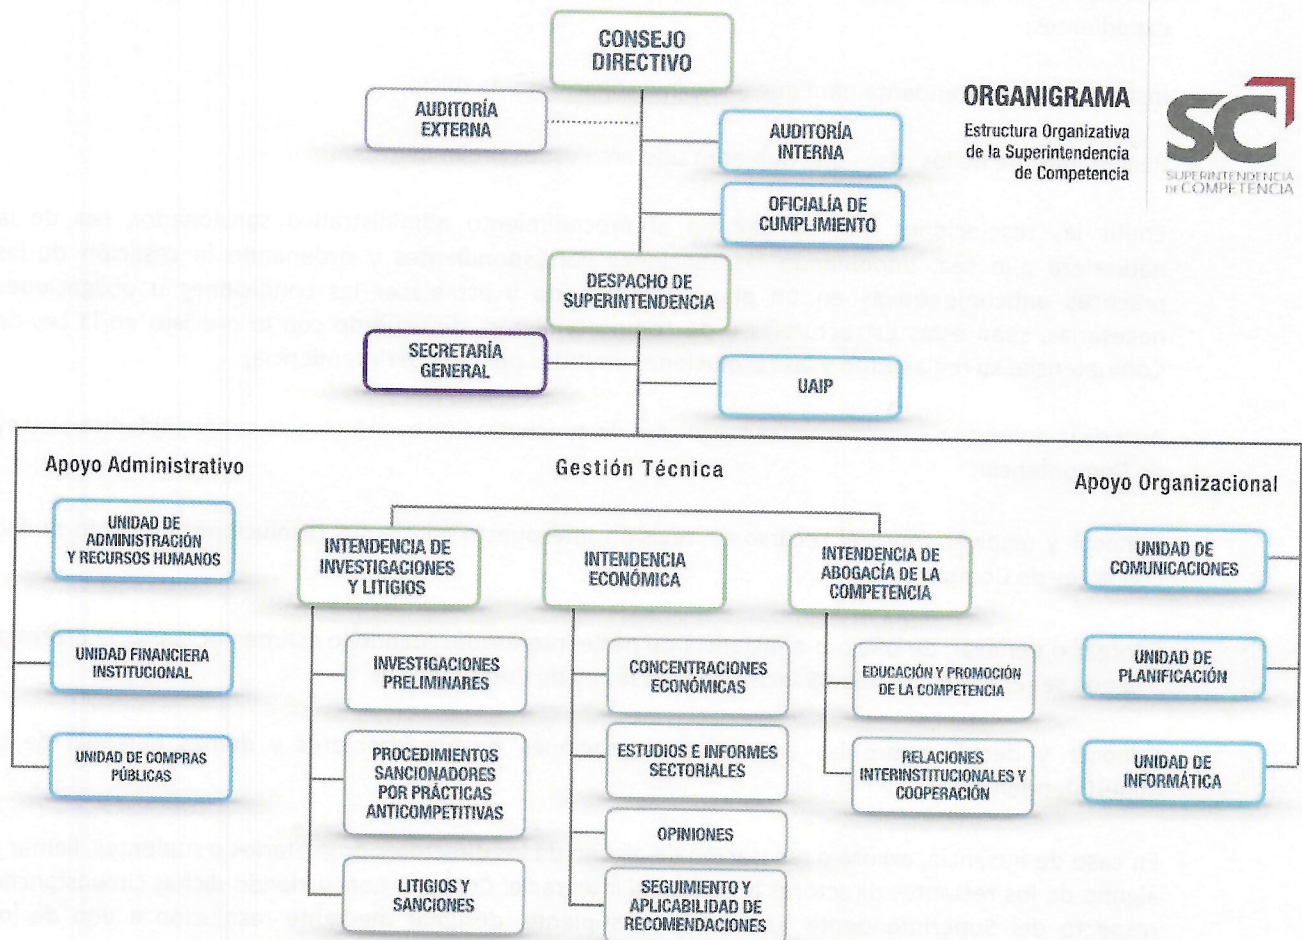 CONSEJO
DIRECTIVO
AUDITORÍA
EXTERNA
AUDITORÍA
INTERNA
OFICIALÍA DE
CUMPLIMIENTO
ORGANIGRAMA
Estructura Organizativa
de la Superintendencia
de Competencia
SC
SUPERINTENDENCIA
DE COMPETENCIA
DESPACHO DE
SUPERINTENDENCIA
SECRETARÍA
GENERAL
UAIP
Apoyo Administrativo
UNIDAD DE
ADMINISTRACIÓN
Y RECURSOS HUMANOS
UNIDAD FINANCIERA
INSTITUCIONAL
UNIDAD DE COMPRAS
PÚBLICAS
Gestión Técnica
INTENDENCIA DE
INVESTIGACIONES
Y LITIGIOS
INVESTIGACIONES
PRELIMINARES
PROCEDIMIENTOS
SANCIONADORES
POR PRÁCTICAS
ANTICOMPETITIVAS
LITIGIOS Y
SANCIONES
INTENDENCIA
ECONÓMICA
CONCENTRACIONES
ECONÓMICAS
ESTUDIOS E INFORMES
SECTORIALES
OPINIONES
SEGUIMIENTO Y
APLICABILIDAD DE
RECOMENDACIONES
INTENDENCIA DE
ABOGACÍA DE LA
COMPETENCIA
EDUCACIÓN Y PROMOCIÓN
DE LA COMPETENCIA
RELACIONES
INTERINSTITUCIONALES Y
COOPERACIÓN
Apoyo Organizacional
UNIDAD DE
COMUNICACIONES
UNIDAD DE
PLANIFICACIÓN
UNIDAD DE
INFORMÁTICA